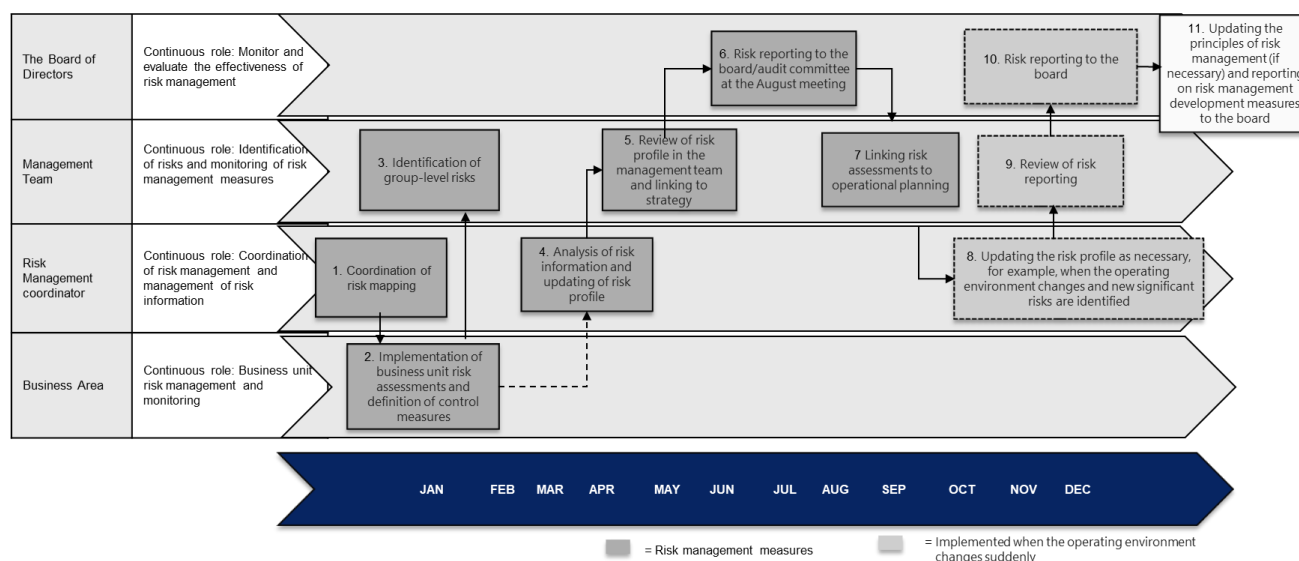 The Board of
Directors
Continuous role: Monitor and
evaluate the effectiveness of
risk management
6. Risk reporting to the
board/audit committee
at the August meeting
10. Risk reporting to the
board
11. Updating the
principles of risk
management (if
necessary) and reporting
on risk management
development measures
to the board
Management
Team
Continuous role: Identification
of risks and monitoring of risk
management measures
3. Identification of
group-level risks
5. Review of risk
profile in the
management team
and linking to
strategy
7 Linking risk
assessments to
operational planning
9. Review of risk
reporting
Risk
Management
coordinator
Continuous role: Coordination
of risk management and
management of risk
information
1. Coordination of
risk mapping
4. Analysis of risk
information and
updating of risk
profile
8. Updating the risk profile as necessary,
for example, when the operating
environment changes and new significant
risks are identified
Business Area
Continuous role: Business unit
risk management and
monitoring
2. Implementation of
business unit risk
assessments and
definition of control
measures
JAN FEB MAR APR MAY JUN JUL AUG SEP OCT NOV DEC
= Risk management measures
= Implemented when the operating environment
changes suddenly